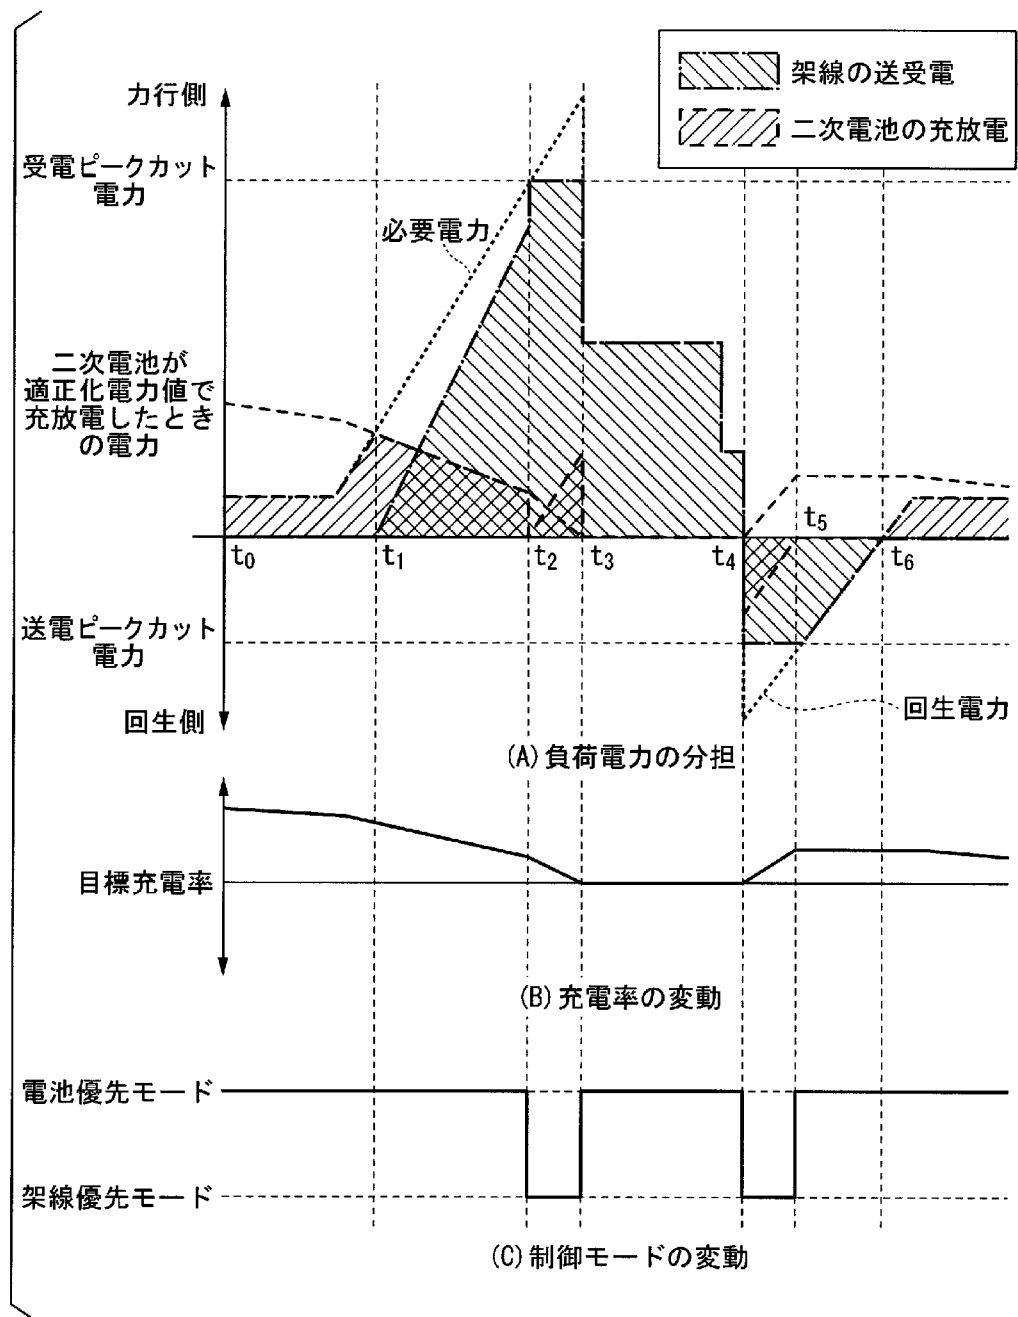 架線の送受電
二次電池の充放電
力行側
受電ピークカット
電力
必要電力
二次電池が
適正化電力値で
充放電したとき
の電力
t0
t1
t2
t3
t4
t5
t6
送電ピークカット
電力
回生側
回生電力
(A)負荷電力の分担
目標充電率
(B)充電率の変動
電池優先モード
架線優先モード
(C)制御モードの変動